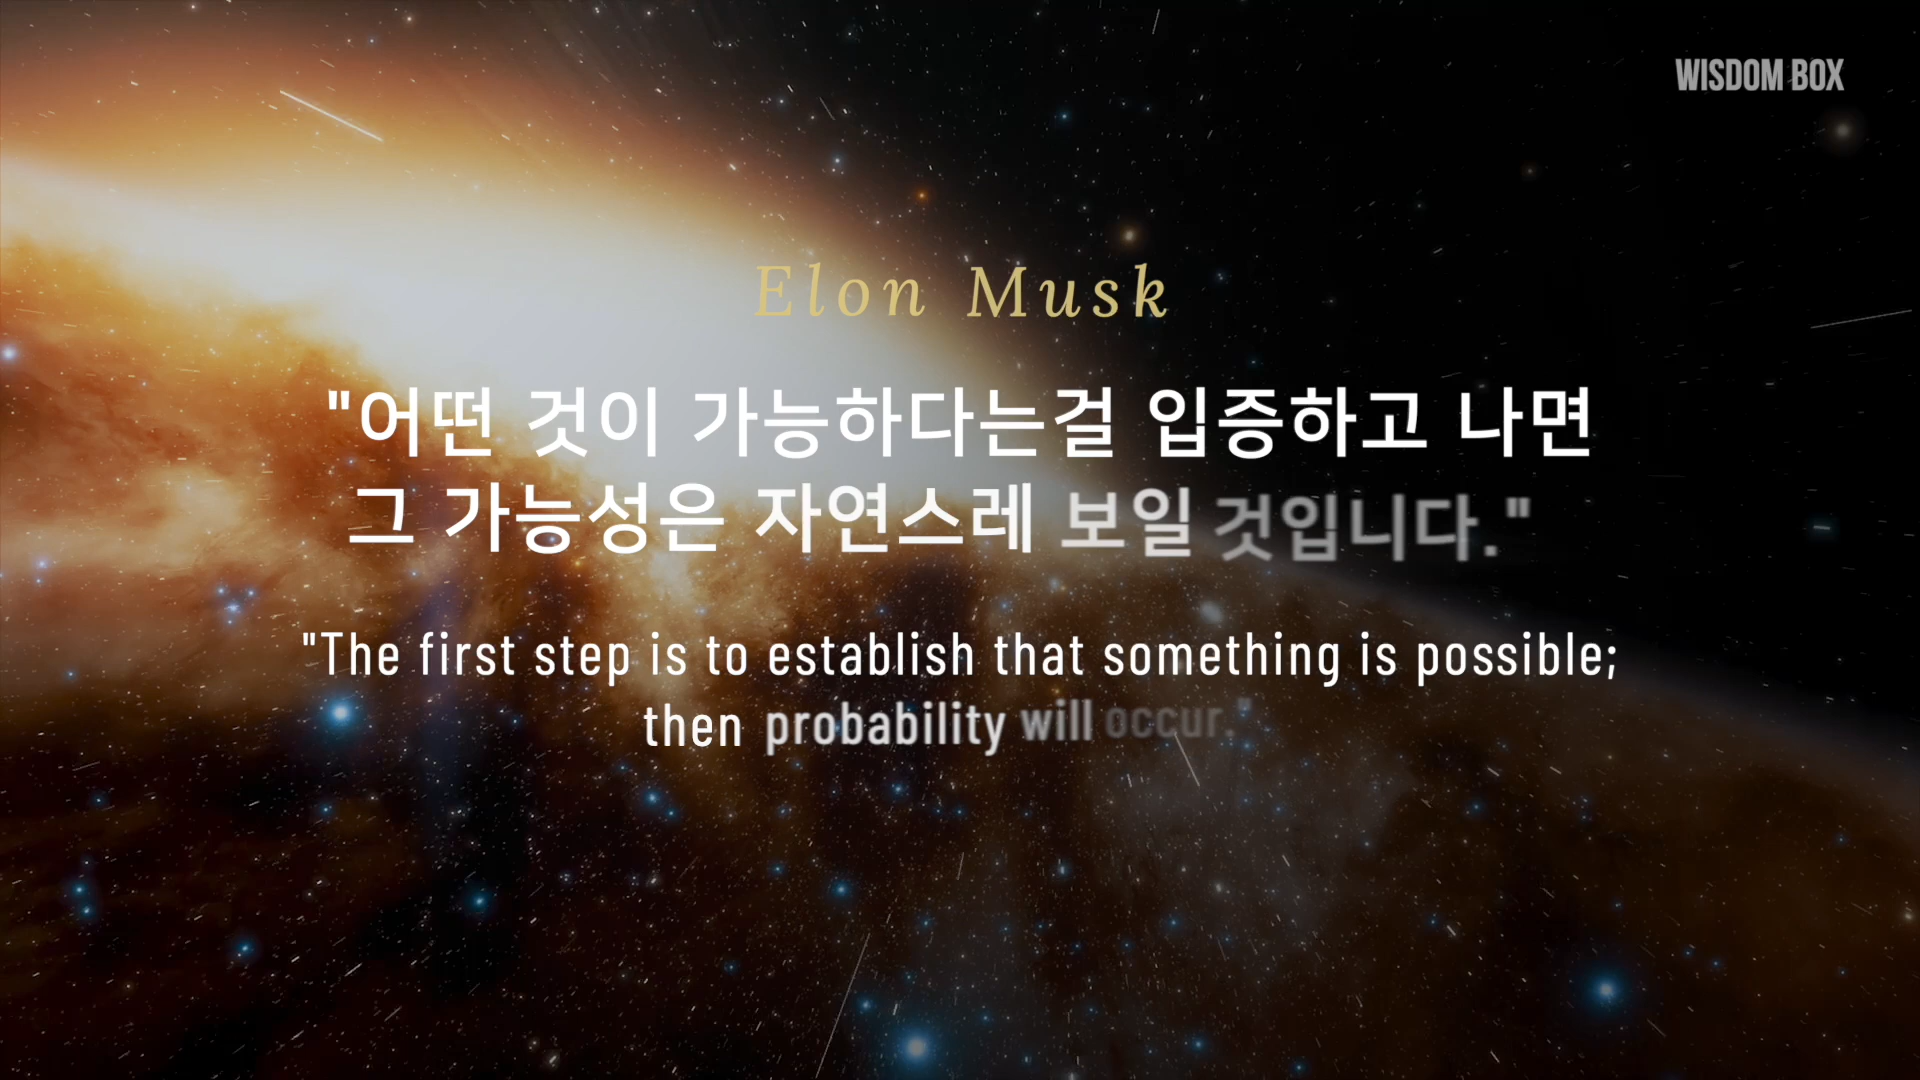 WISDOM BOX
Elon Musk
"어떤 것이 가능하다는걸 입증하고 나면
그 가능성은 자연스레 보일 것입니다."
"The first step is to establish that something is possible;
then probability will occur."